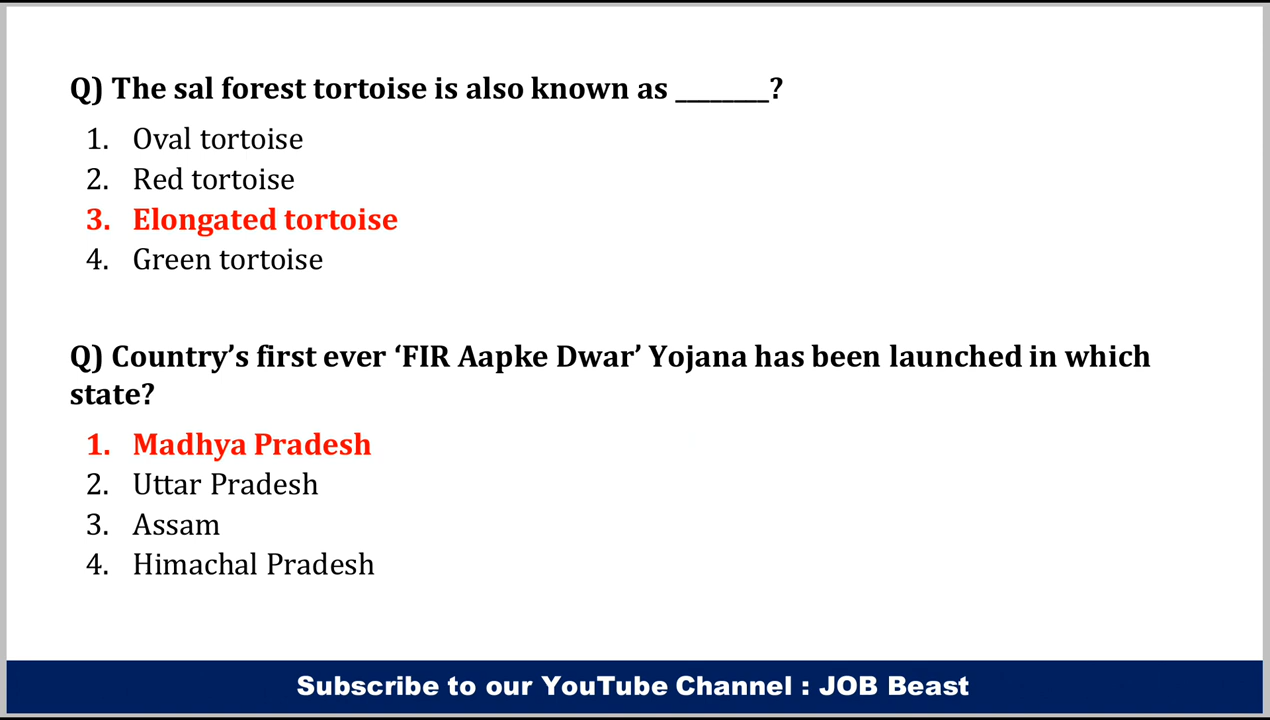 Q) The sal forest tortoise is also known as ________?
1. Oval tortoise
2. Red tortoise
3. Elongated tortoise
4. Green tortoise
Q) Country’s first ever ‘FIR Aapke Dwar’ Yojana has been launched in which
state?
1. Madhya Pradesh
2. Uttar Pradesh
3. Assam
4. Himachal Pradesh
Subscribe to our YouTube Channel : JOB Beast